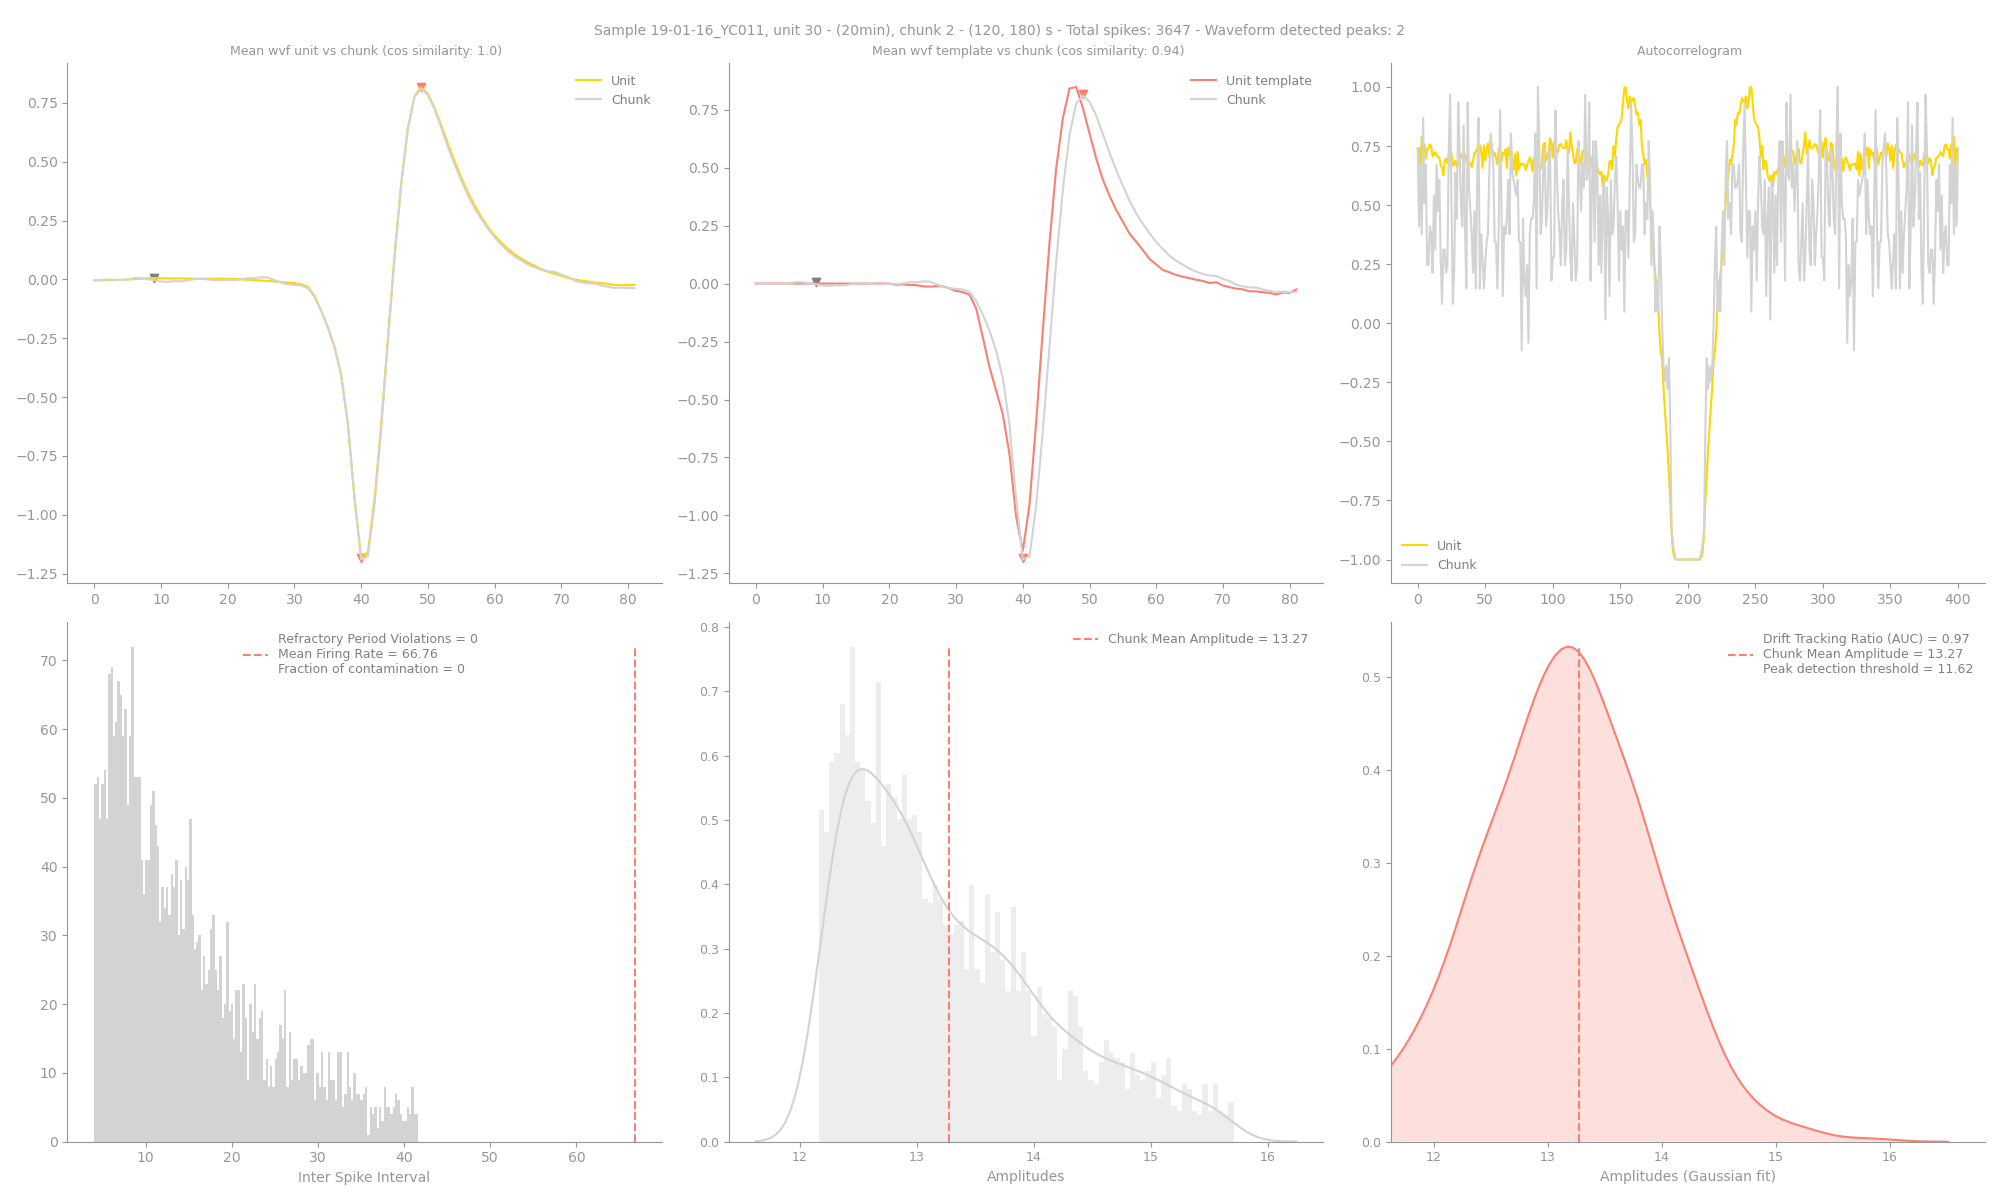 Sample 19-01-16_YC011, unit 30 - (20min), chunk 2 - (120, 180) s - Total spikes: 3647 - Waveform detected peaks: 2
Mean wvf unit vs chunk (cos similarity: 1.0)
Unit
Chunk
0.75
0.50
0.25
0.00
−0.25
−0.50
−0.75
−1.00
−1.25
0 10 20 30 40 50 60 70 80
Mean wvf template vs chunk (cos similarity: 0.94)
Unit template
Chunk
0.75
0.50
0.25
0.00
−0.25
−0.50
−0.75
−1.00
−1.25
0 10 20 30 40 50 60 70 80
Autocorrelogram
1.00
0.75
0.50
0.25
0.00
−0.25
−0.50
−0.75
−1.00
Unit
Chunk
0 50 100 150 200 250 300 350 400
Refractory Period Violations = 0
Mean Firing Rate = 66.76
Fraction of contamination = 0
70
60
50
40
30
20
10
0
10 20 30 40 50 60
Inter Spike Interval
Chunk Mean Amplitude = 13.27
0.8
0.7
0.6
0.5
0.4
0.3
0.2
0.1
0.0
12 13 14 15 16
Amplitudes
Drift Tracking Ratio (AUC) = 0.97
Chunk Mean Amplitude = 13.27
Peak detection threshold = 11.62
0.5
0.4
0.3
0.2
0.1
0.0
12 13 14 15 16
Amplitudes (Gaussian fit)